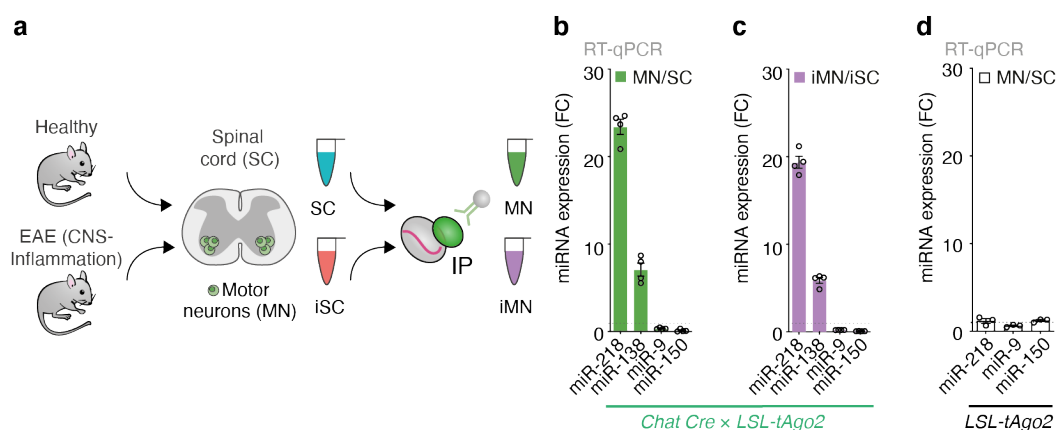 a
Healthy
EAE (CNS-
Inflammation)
Spinal
cord (SC)
Motor
neurons (MN)
SC
iSC
IP
MN
iMN
b
RT-qPCR
MN/SC
miRNA expression (FC)
30
20
10
0
miR-218
miR-138
miR-9
miR-150
c
iMN/iSC
miRNA expression (FC)
30
20
10
0
miR-218
miR-138
miR-9
miR-150
Chat Cre × LSL-tAgo2
d
RT-qPCR
MN/SC
miRNA expression (FC)
30
20
10
0
miR-218
miR-9
miR-150
LSL-tAgo2